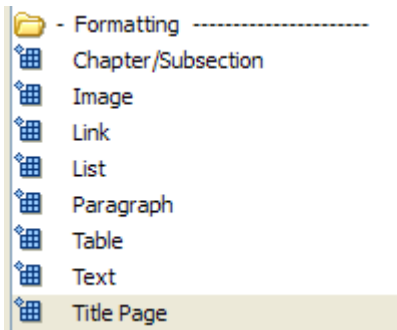 - Formatting ----------------------
Chapter/Subsection
Image
Link
List
Paragraph
Table
Text
Title Page